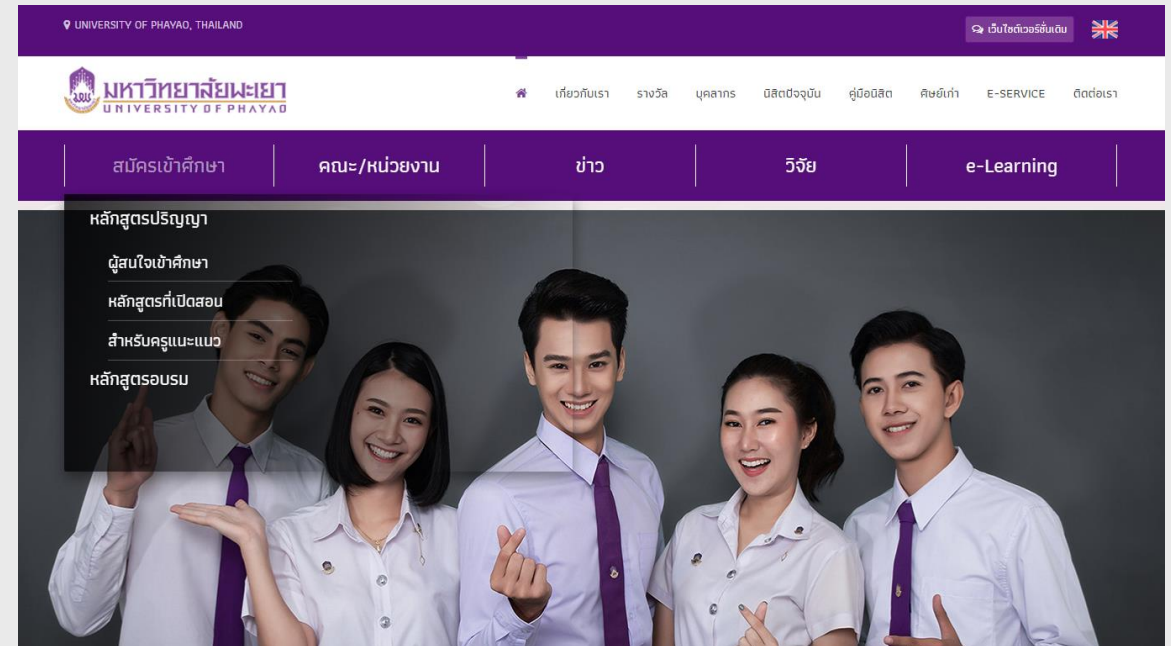 UNIVERSITY OF PHAYAO, THAILAND
เว็บไซต์เวอร์ชั่นเดิม
มหาวิทยาลัยพะเยา
UNIVERSITY OF PHAYAO
เกี่ยวกับเรา รางวัล บุคลากร นิสิตปัจจุบัน คู่มือนิสิต ศิษย์เก่า E-SERVICE ติดต่อเรา
สมัครเข้าศึกษา คณะ/หน่วยงาน ข่าว วิจัย e-Learning
หลักสูตรปริญญา
ผู้สนใจเข้าศึกษา
หลักสูตรที่เปิดสอน
สำหรับครูแนะแนว
หลักสูตรอบรม